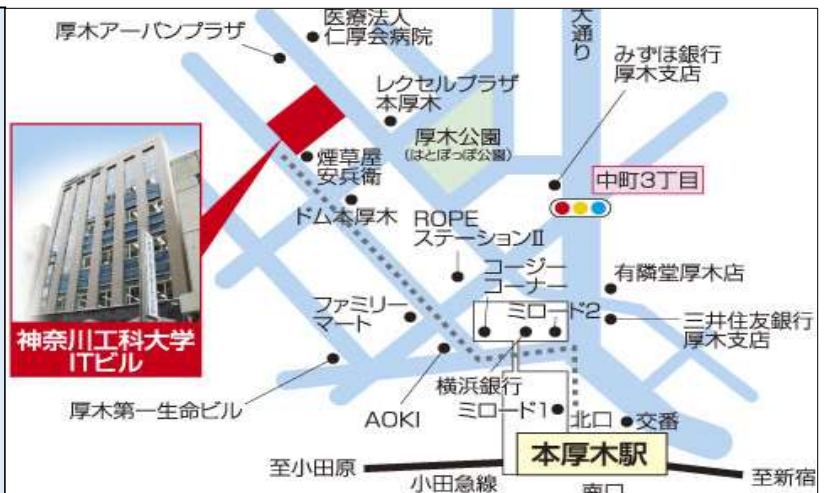 医療法人
仁厚会病院
厚木アーバンプラザ
大通り
みずほ銀行
厚木支店
レクセルプラザ
本厚木
厚木公園
(はとぽっぽ公園)
煙草屋
安兵衛
中町3丁目
ドム本厚木
ROPE
ステーションⅡ
コージー
コーナー
有隣堂厚木店
ファミリー
マート
ミロード2
三井住友銀行
厚木支店
神奈川工科大学
ITビル
横浜銀行
厚木第一生命ビル
AOKI
ミロード1
北口
交番
本厚木駅
至小田原
小田急線
至新宿
南口